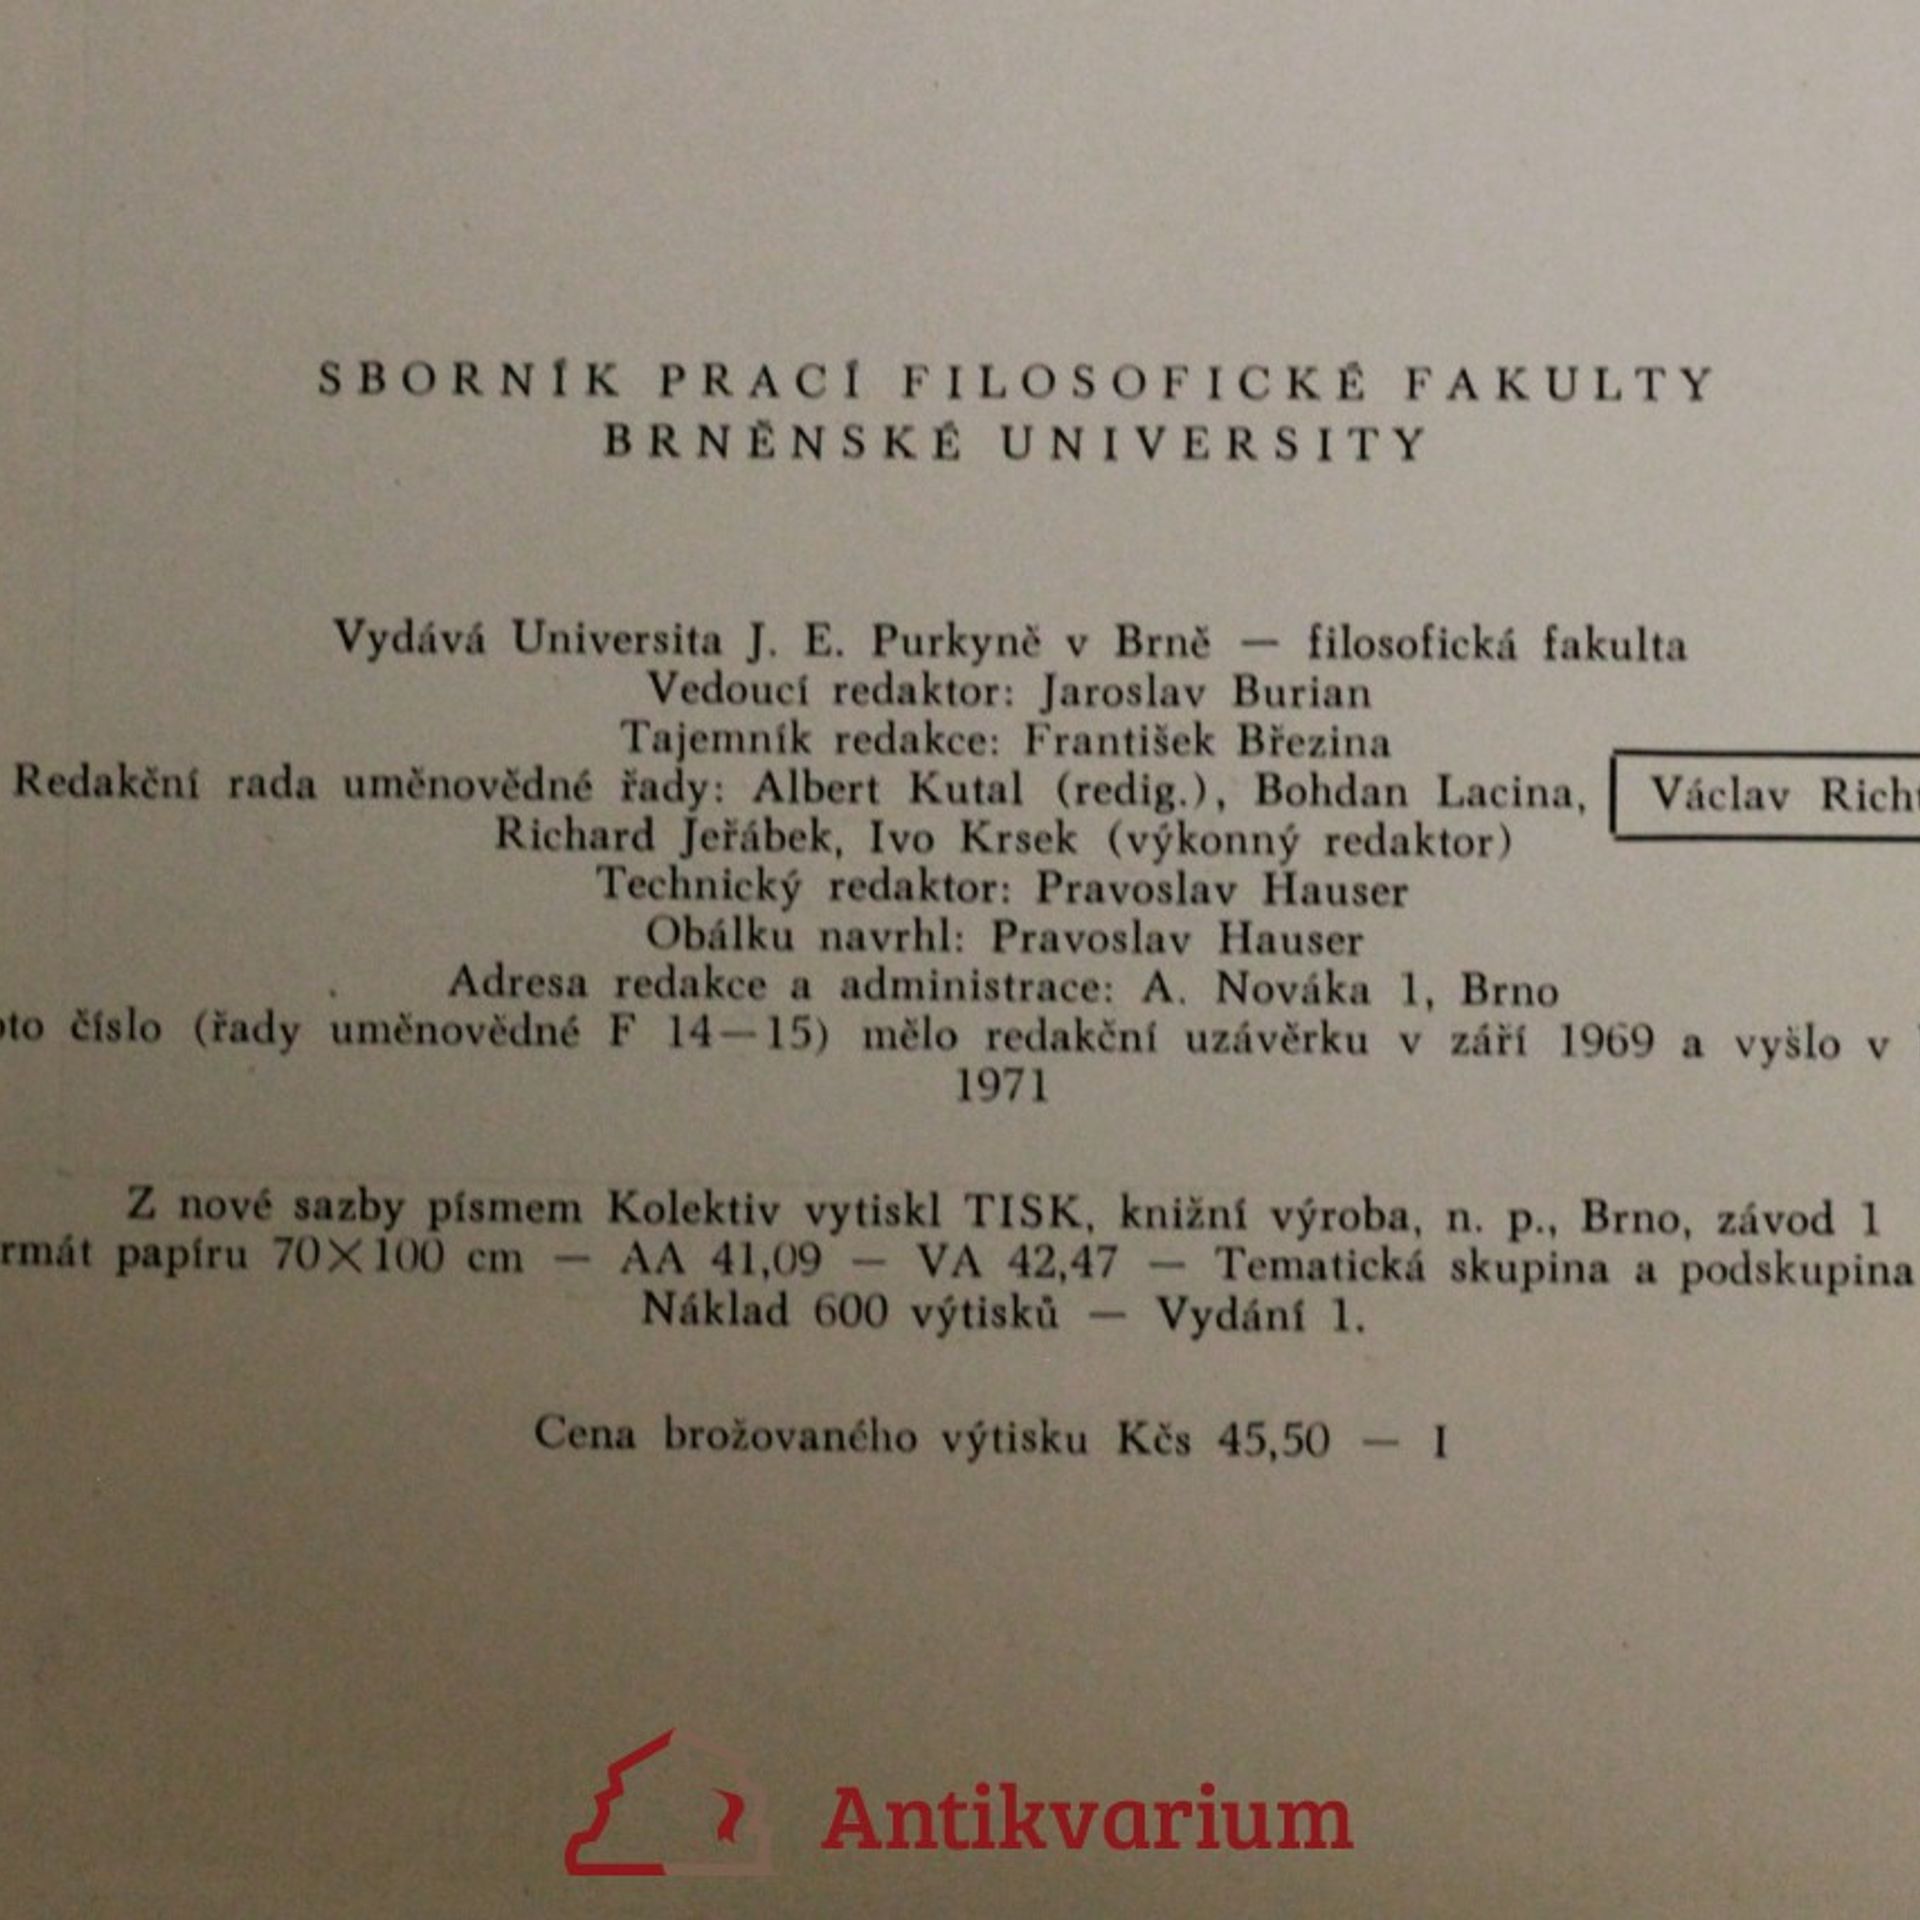 SBORNÍK PRACÍ FILOSOFICKÉ FAKULTY
BRNĚNSKÉ UNIVERSITY
Vydává Universita J. E. Purkyně v Brně — filosofická fakulta
Vedoucí redaktor: Jaroslav Burian
Tajemník redakce: František Březina
Redakční rada uměnovědné řady: Albert Kutal (redig.), Bohdan Lacina, Václav
Richard Jeřábek, Ivo Krsek (výkonný redaktor)
Technický redaktor: Pravoslav Hauser
Obálku navrhl: Pravoslav Hauser
Adresa redakce a administrace: A. Nováka 1, Brno
číslo (řady uměnovědné F 14—15) mělo redakční uzávěrku v září 1969 a vyšlo v
1971
Z nové sazby písmem Kolektiv vytiskl TISK, knižní výroba, n. p., Brno, závod 1
papíru 70×100 cm — AA 41,09 — VA 42,47 — Tematická skupina a podskupina
Náklad 600 výtisků — Vydání 1.
Cena brožovaného výtisku Kčs 45,50 — I
Antikvarium